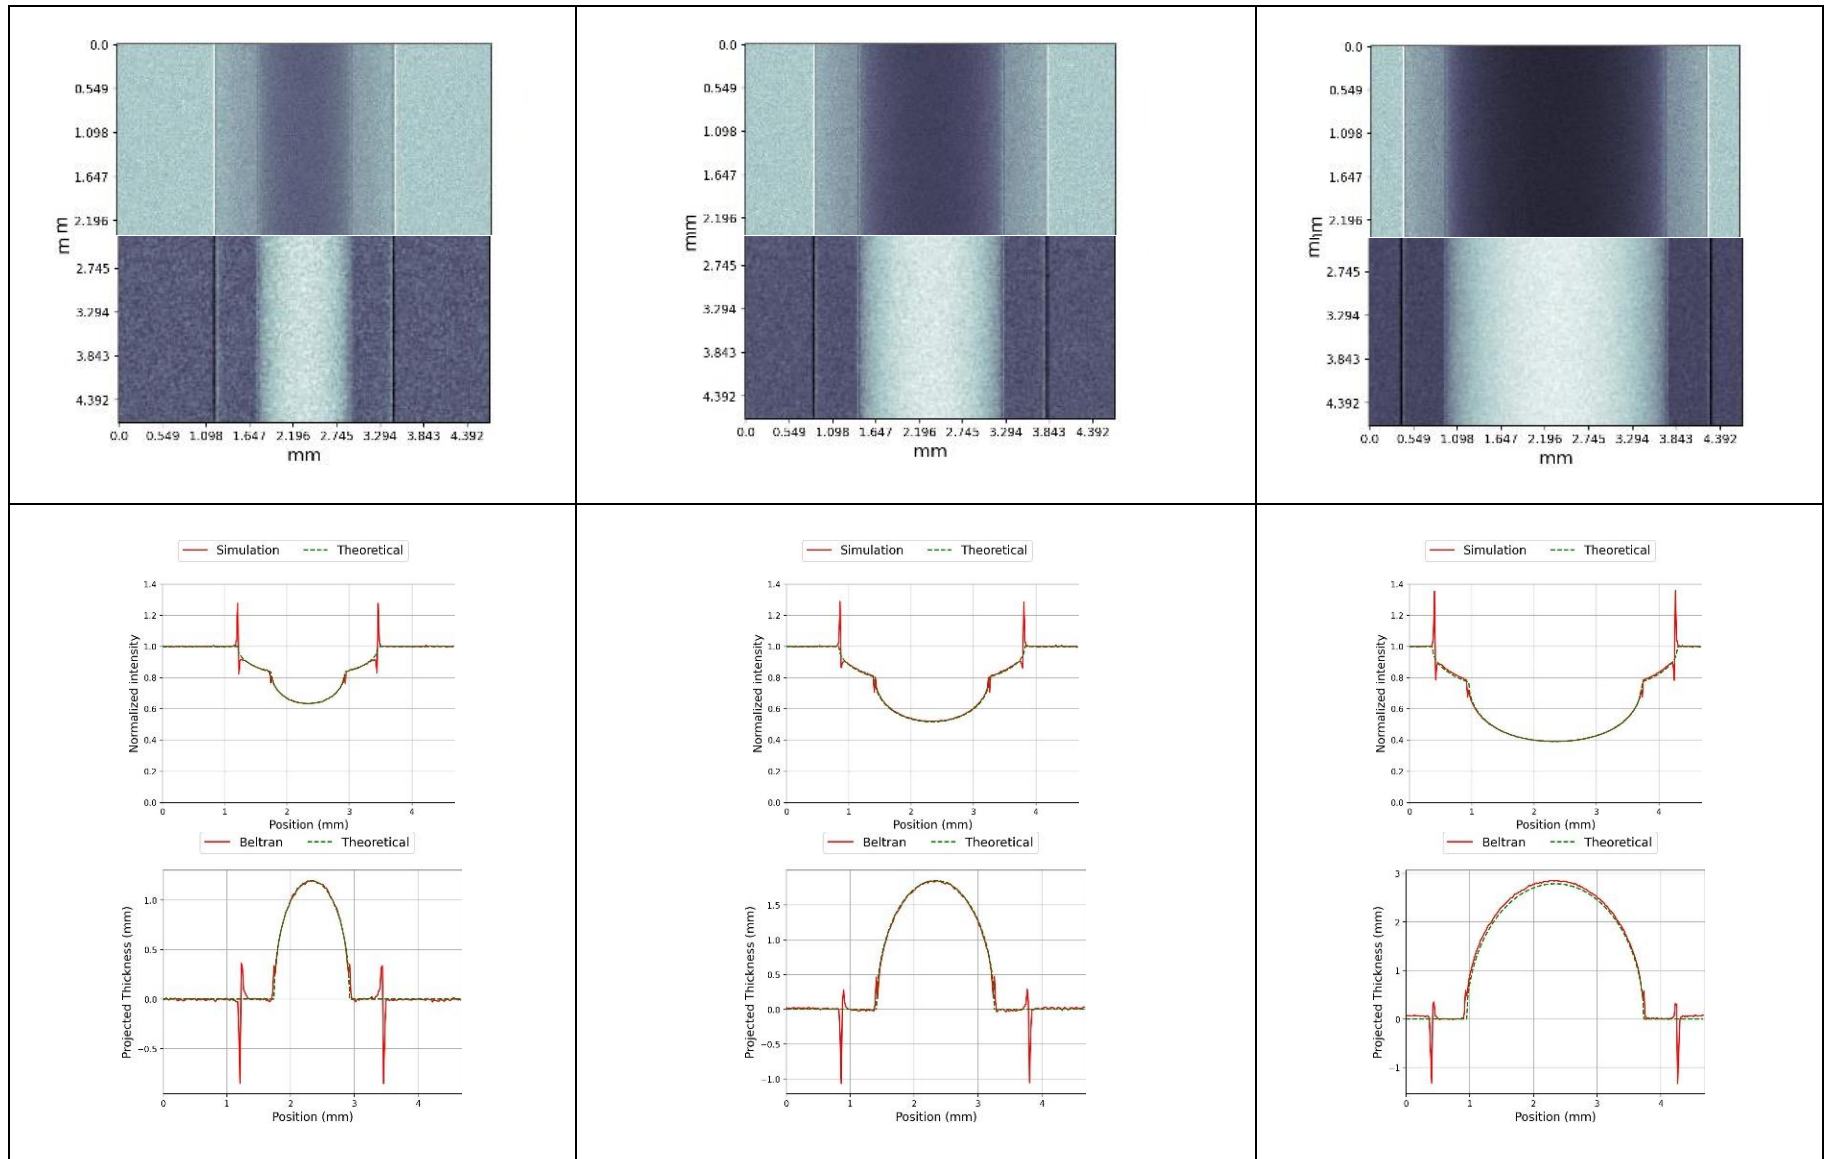 0.0
0.549
1.098
1.647
2.196
2.745
3.294
3.843
4.392
mm
0.0 0.549 1.098 1.647 2.196 2.745 3.294 3.843 4.392
mm
0.0
0.549
1.098
1.647
2.196
2.745
3.294
3.843
4.392
mm
0.0 0.549 1.098 1.647 2.196 2.745 3.294 3.843 4.392
mm
0.0
0.549
1.098
1.647
2.196
2.745
3.294
3.843
4.392
0.0 0.549 1.098 1.647 2.196 2.745 3.294 3.843 4.392
mm
Simulation Theoretical
Normalized intensity
1.4
1.2
1.0
0.8
0.6
0.4
0.2
0.0
0 1 2 3 4
Position (mm)
Beltran Theoretical
Projected Thickness (mm)
1.0
0.5
0.0
−0.5
0 1 2 3 4
Position (mm)
Simulation Theoretical
Normalized intensity
1.4
1.2
1.0
0.8
0.6
0.4
0.2
0.0
0 1 2 3 4
Position (mm)
Beltran Theoretical
Projected Thickness (mm)
1.5
1.0
0.5
0.0
−0.5
−1.0
0 1 2 3 4
Position (mm)
Simulation Theoretical
Normalized intensity
1.4
1.2
1.0
0.8
0.6
0.4
0.2
0.0
0 1 2 3 4
Position (mm)
Beltran Theoretical
Projected Thickness (mm)
3
2
1
0
−1
0 1 2 3 4
Position (mm)